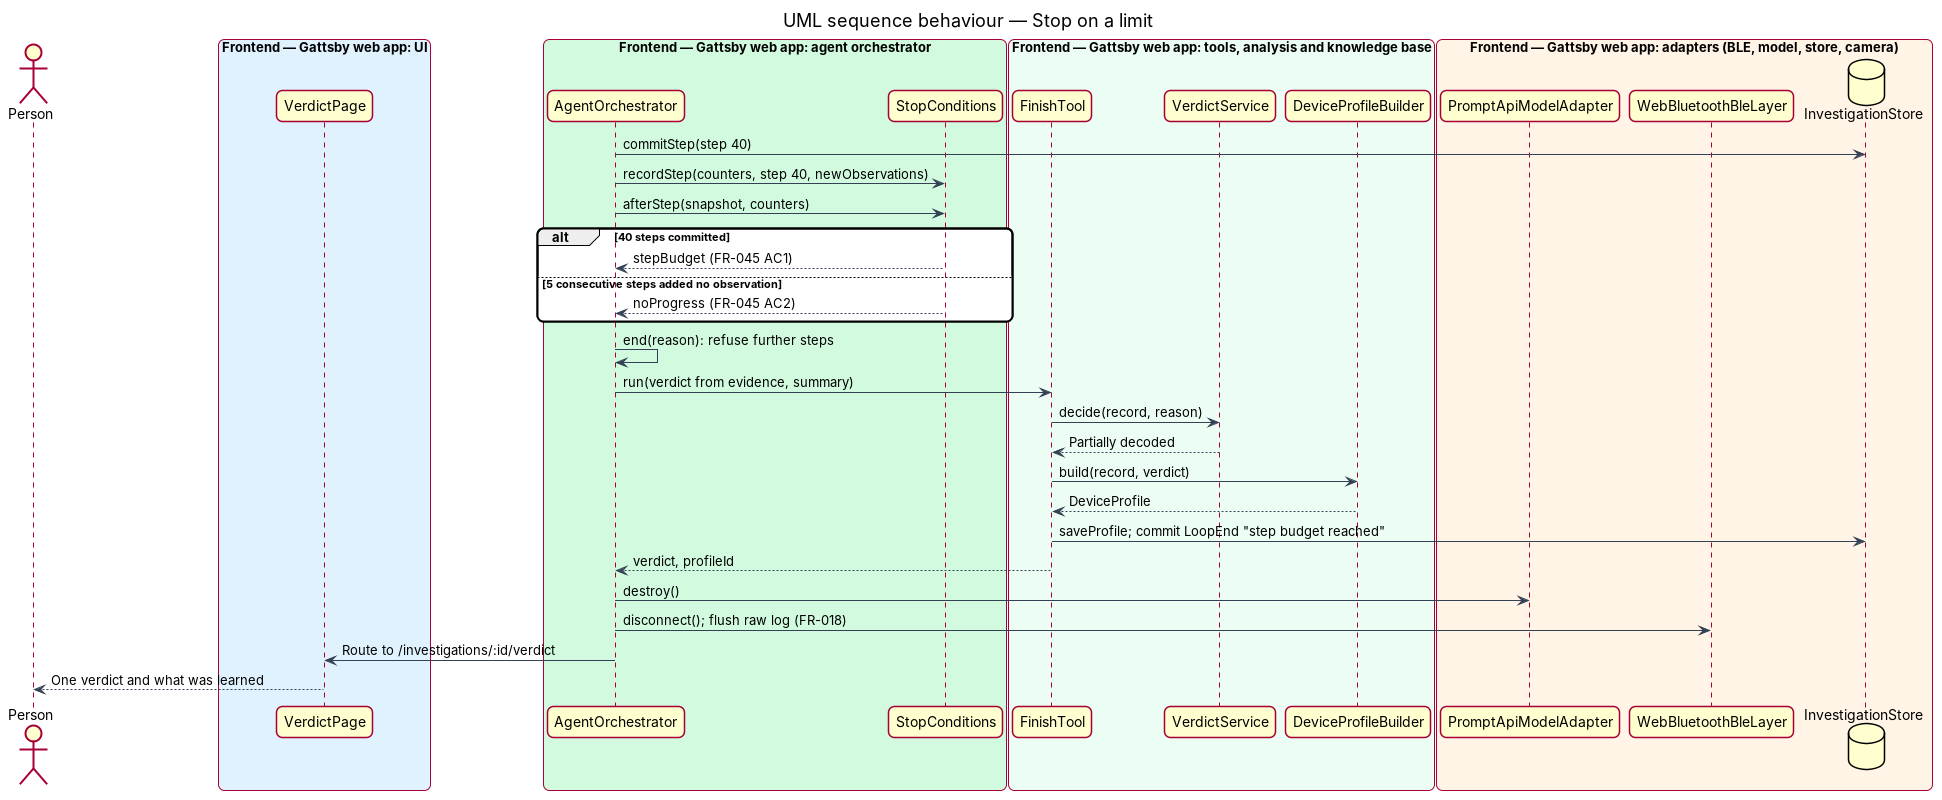 UML sequence behaviour — Stop on a limit
Frontend — Gattsby web app: UI
Frontend — Gattsby web app: agent orchestrator
Frontend — Gattsby web app: tools, analysis and knowledge base
Frontend — Gattsby web app: adapters (BLE, model, store, camera)
Person
VerdictPage
AgentOrchestrator
StopConditions
FinishTool
VerdictService
DeviceProfileBuilder
PromptApiModelAdapter
WebBluetoothBleLayer
InvestigationStore
commitStep(step 40)
recordStep(counters, step 40, newObservations)
afterStep(snapshot, counters)
alt
[40 steps committed]
stepBudget (FR-045 AC1)
[5 consecutive steps added no observation]
noProgress (FR-045 AC2)
end(reason): refuse further steps
run(verdict from evidence, summary)
decide(record, reason)
Partially decoded
build(record, verdict)
DeviceProfile
saveProfile; commit LoopEnd "step budget reached"
verdict, profileId
destroy()
disconnect(); flush raw log (FR-018)
Route to /investigations/:id/verdict
One verdict and what was learned
Person
VerdictPage
AgentOrchestrator
StopConditions
FinishTool
VerdictService
DeviceProfileBuilder
PromptApiModelAdapter
WebBluetoothBleLayer
InvestigationStore